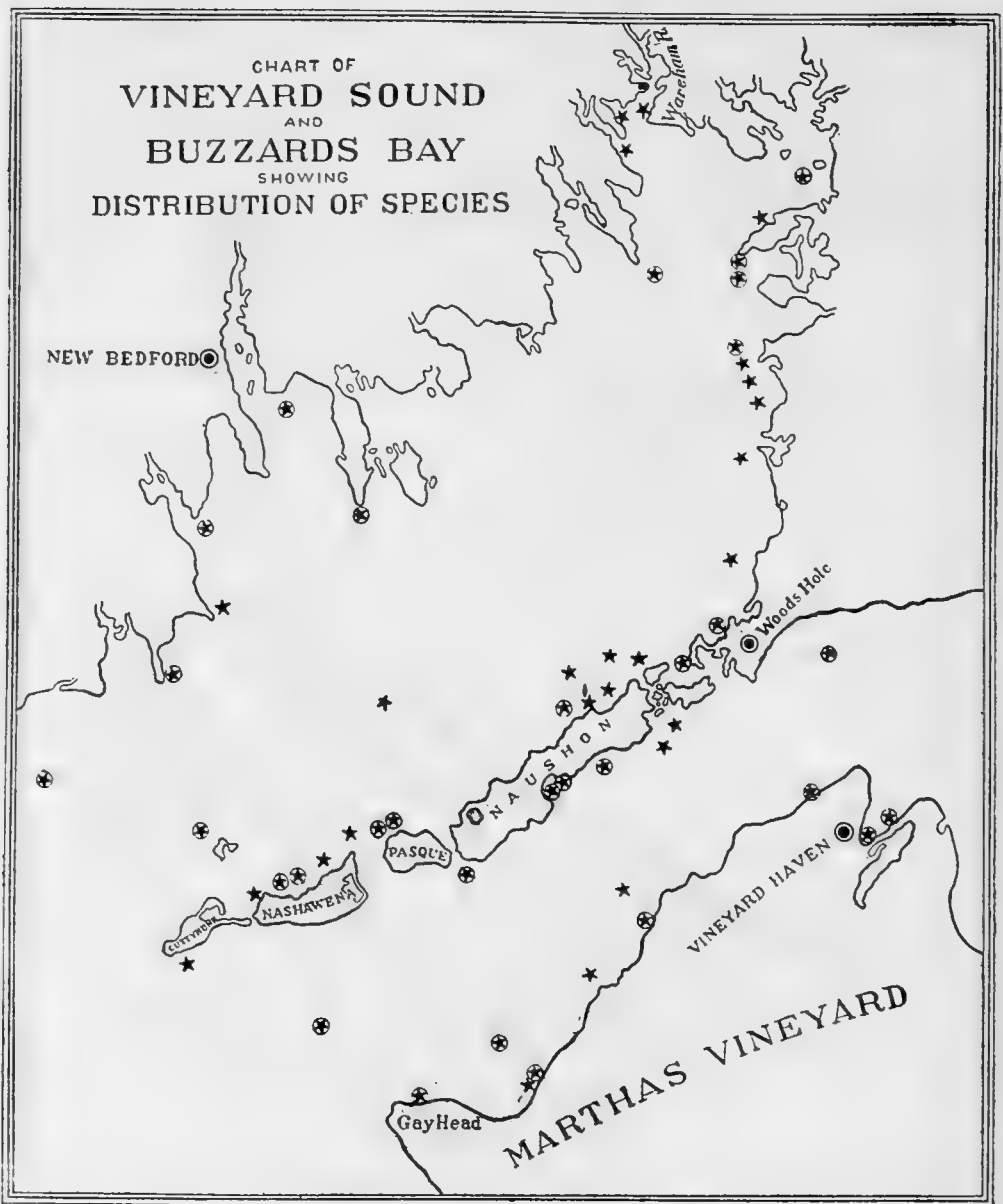 CHART OF
VINEYARD SOUND
AND
BUZZARDS BAY
SHOWING
DISTRIBUTION OF SPECIES
Wareham R.
NEW BEDFORD
Woods Hole
NAUSHON
PASQUE
NASHAWENA
CUTTYHUNK
VINEYARD HAVEN
MARTHAS VINEYARD
Gay Head